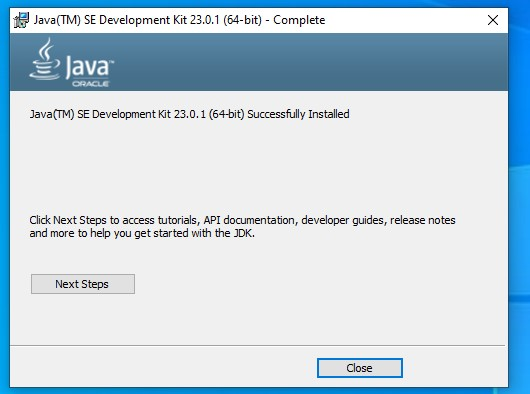 Java(TM) SE Development Kit 23.0.1 (64-bit) - Complete
Java™
ORACLE
Java(TM) SE Development Kit 23.0.1 (64-bit) Successfully Installed
Click Next Steps to access tutorials, API documentation, developer guides, release notes
and more to help you get started with the JDK.
Next Steps
Close